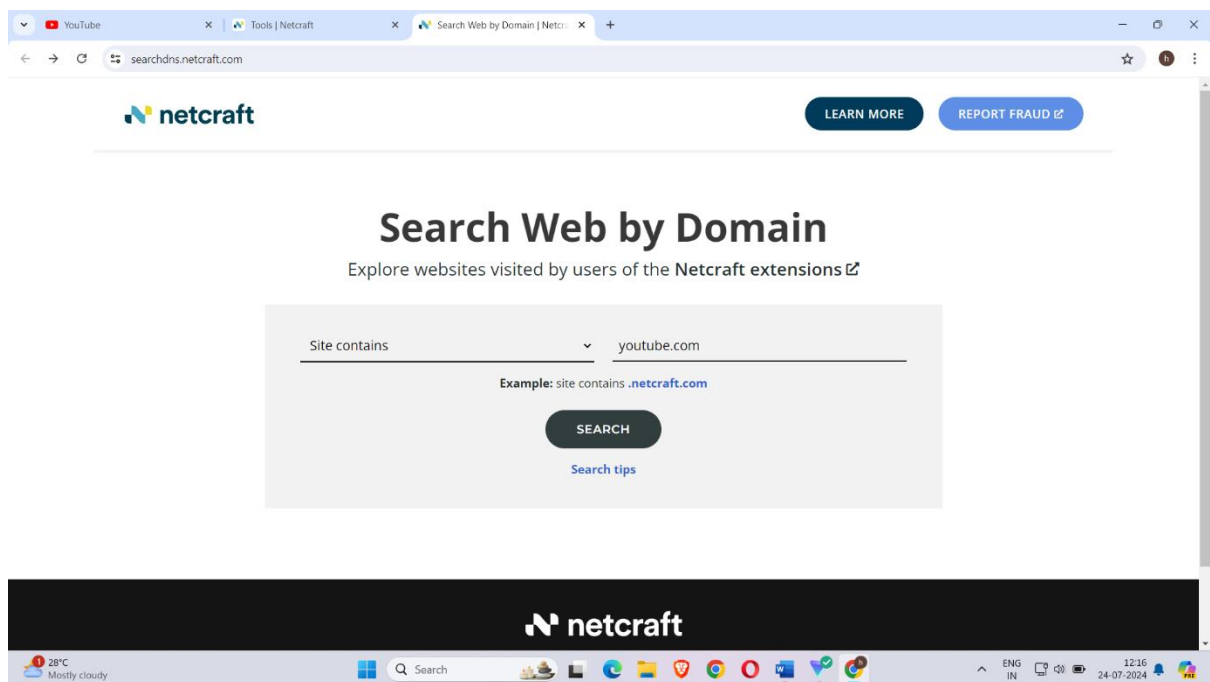 YouTube
Tools | Netcraft
Search Web by Domain | Netcra
searchdns.netcraft.com
h
netcraft
LEARN MORE
REPORT FRAUD
Search Web by Domain
Explore websites visited by users of the Netcraft extensions
Site contains
youtube.com
Example: site contains .netcraft.com
SEARCH
Search tips
netcraft
1
28°C
Mostly cloudy
Search
ENG
IN
12:16
24-07-2024
PRE